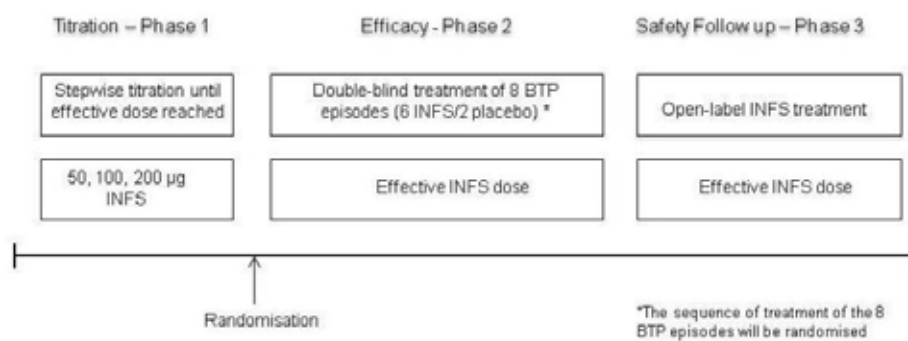 Titration – Phase 1
Efficacy - Phase 2
Safety Follow up – Phase 3
Stepwise titration until
effective dose reached
Double-blind treatment of 8 BTP
episodes (6 INFS/2 placebo) *
Open-label INFS treatment
50, 100, 200 µg
INFS
Effective INFS dose
Effective INFS dose
Randomisation
*The sequence of treatment of the 8
BTP episodes will be randomised